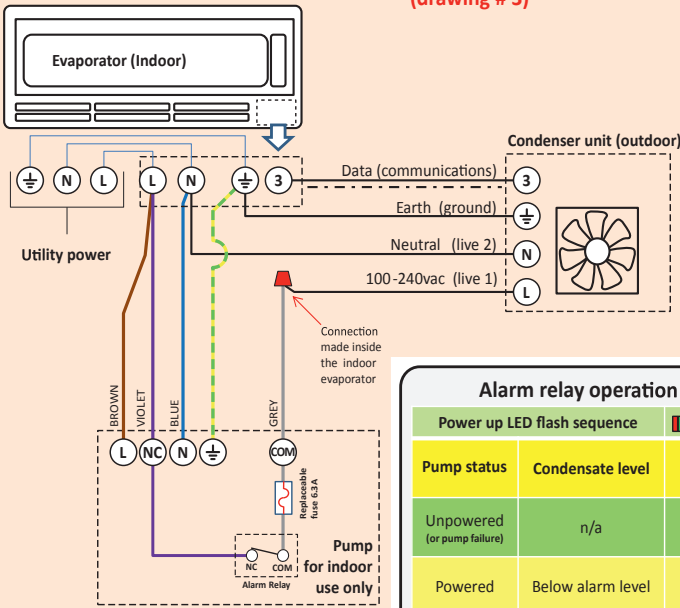 (drawing # 3)
Evaporator (Indoor)
Condenser unit (outdoor)
N
L
L
N
3
Data (communications)
3
Earth (ground)
Neutral (live 2)
N
100-240vac (live 1)
L
Utility power
Connection
made inside
the indoor
evaporator
BROWN
VIOLET
BLUE
GREY
L
NC
N
COM
Replaceable
fuse 6.3A
NC
COM
Alarm Relay
Pump
for indoor
use only
Alarm relay operation
Power up LED flash sequence
Pump status
Condensate level
Unpowered
(or pump failure)
n/a
Powered
Below alarm level